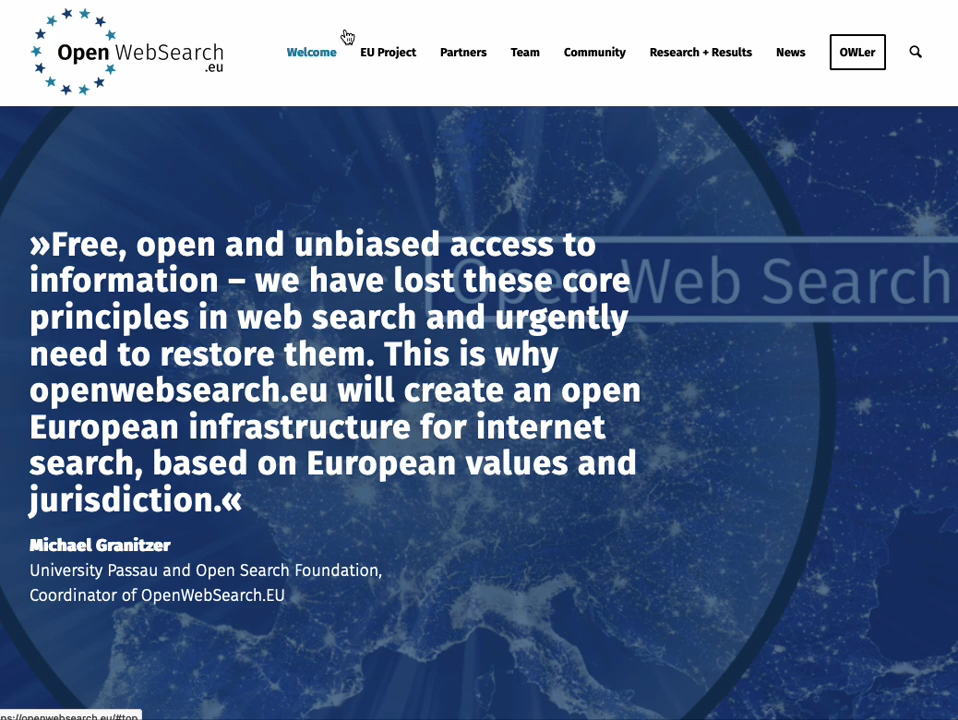 Open WebSearch
.eu
Welcome
EU Project
Partners
Team
Community
Research + Results
News
OWLer
Open Web Search
»Free, open and unbiased access to
information – we have lost these core
principles in web search and urgently
need to restore them. This is why
openwebsearch.eu will create an open
European infrastructure for internet
search, based on European values and
jurisdiction.«
Michael Granitzer
University Passau and Open Search Foundation,
Coordinator of OpenWebSearch.EU
ps://openwebsearch.eu/#top